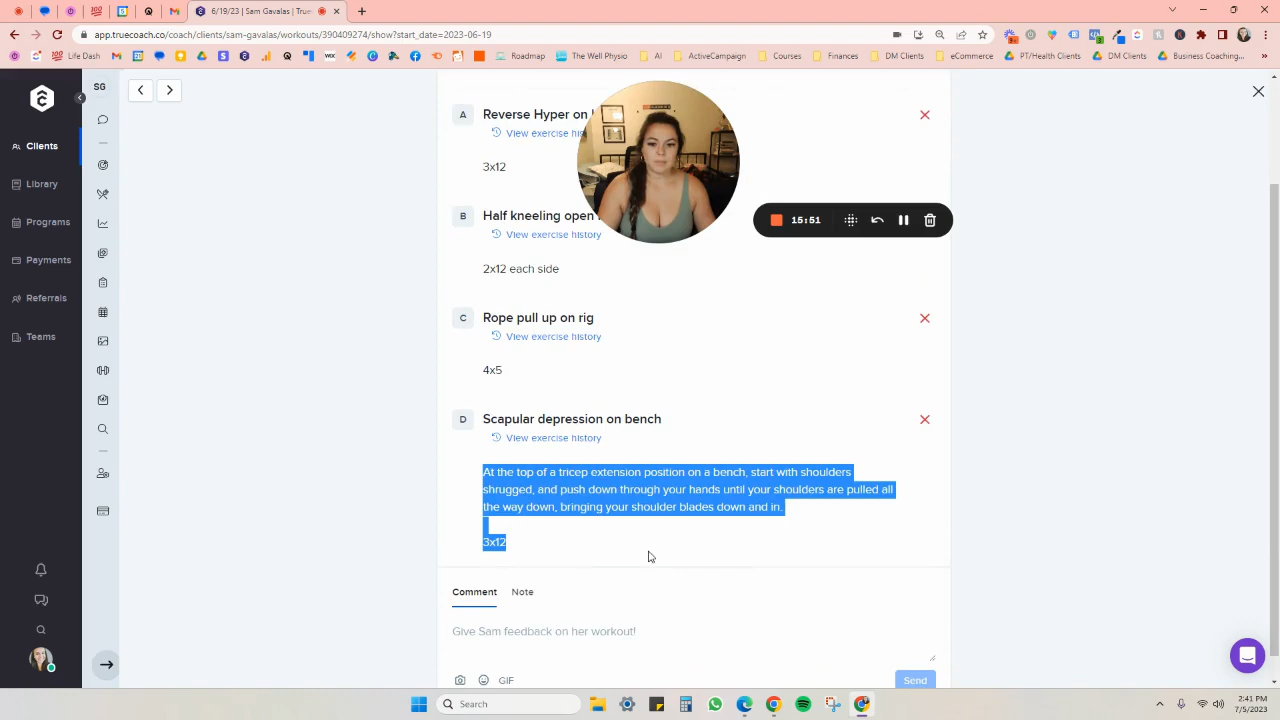 6/19/23 | Sam Gavalas | True
app.truecoach.co/coach/clients/sam-gavalas/workouts/390409274/show?start_date=2023-06-19
Life Dash
Roadmap
The Well Physio
AI
ActiveCampaign
Courses
Finances
DM Clients
eCommerce
PT/Health Clients
DM Clients
Business Coaching...
SG
Clients
Library
Programs
Payments
Referrals
Teams
A
Reverse Hyper on
View exercise his
3x12
15:51
B
Half kneeling open
View exercise history
2x12 each side
C
Rope pull up on rig
View exercise history
4x5
D
Scapular depression on bench
View exercise history
At the top of a tricep extension position on a bench, start with shoulders
shrugged, and push down through your hands until your shoulders are pulled all
the way down, bringing your shoulder blades down and in.
3x12
Comment
Note
Give Sam feedback on her workout!
GIF
Send
Search
5:41 PM
7/5/2023